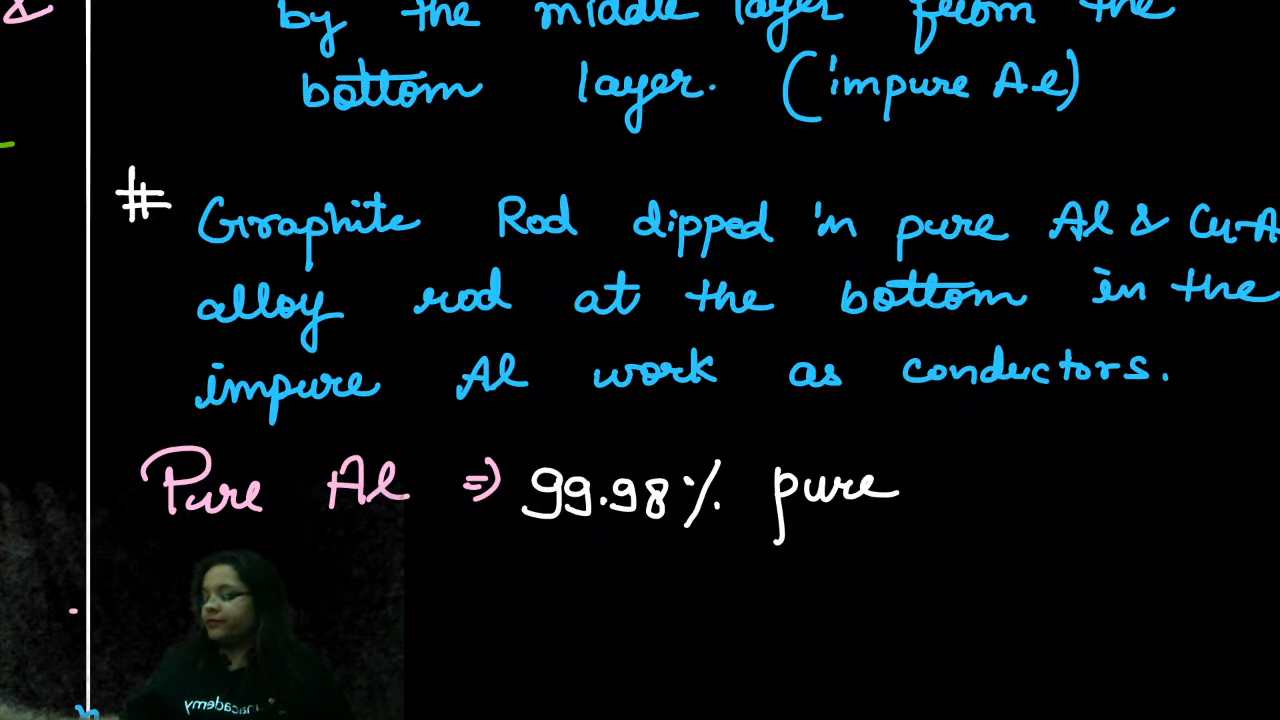 &
by the middle layer from the
bottom layer. (impure Al)
# Graphite Rod dipped in pure Al & Cu-A
alloy rod at the bottom in the
impure Al work as conductors.
Pure Al ⇒ 99.98% pure
unacademy